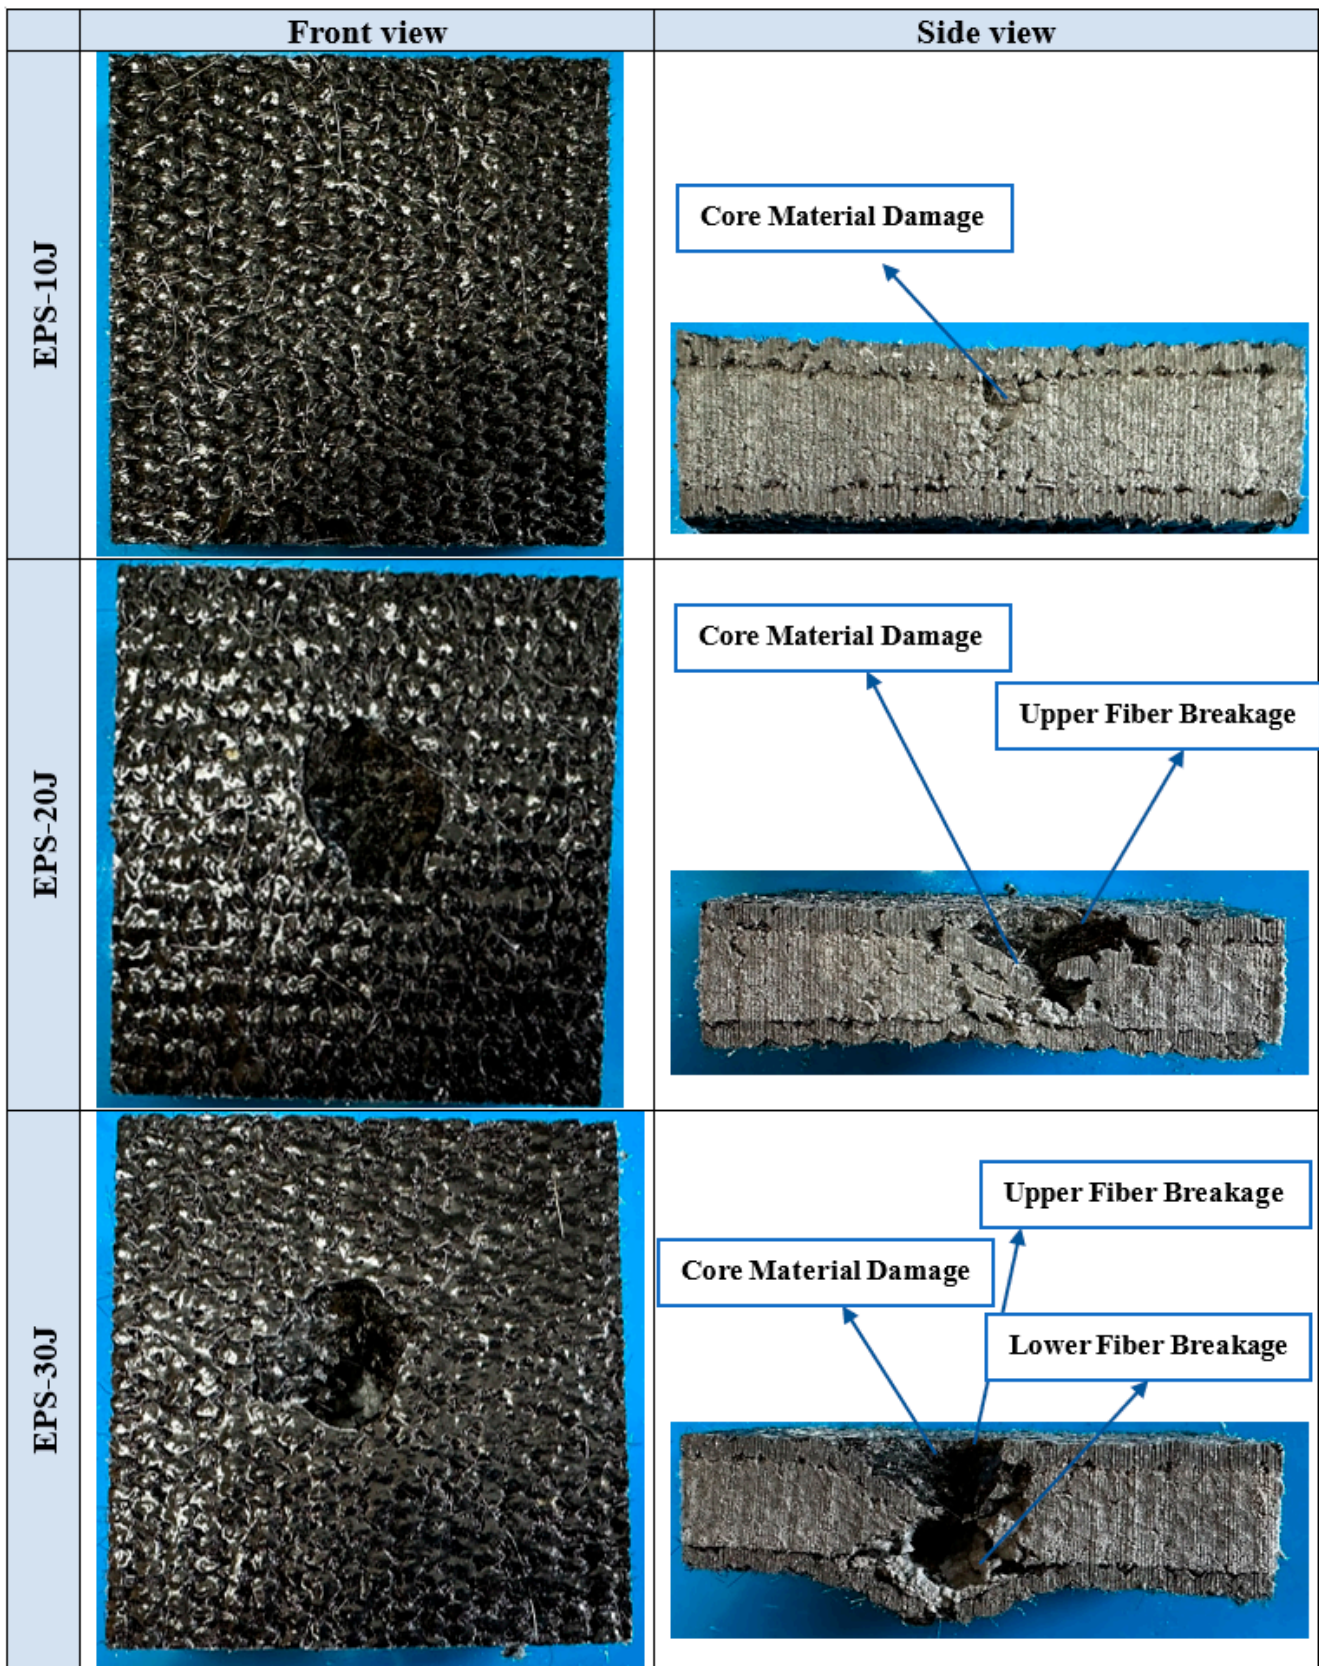 Front view
Side view
EPS-10J
Core Material Damage
EPS-20J
Core Material Damage
Upper Fiber Breakage
EPS-30J
Upper Fiber Breakage
Core Material Damage
Lower Fiber Breakage